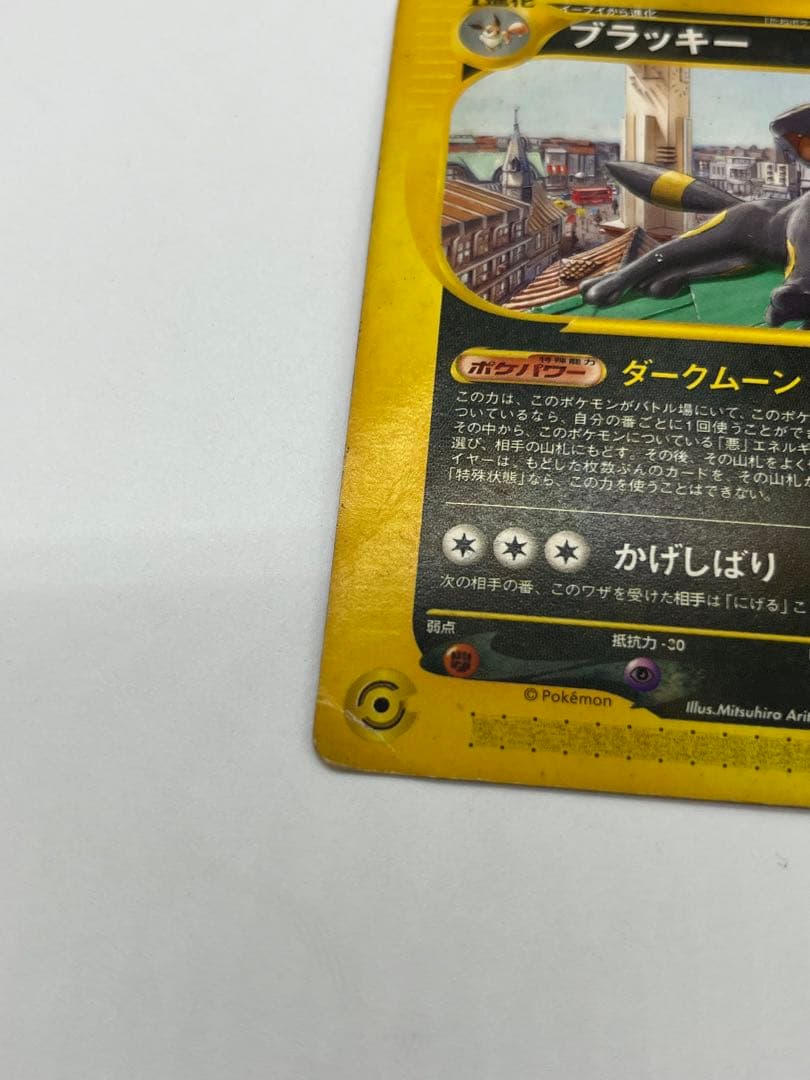 1進化
イーブイから進化
ブラッキー
特殊能力
ポケパワー
ダークムーン
この力は、このポケモンがバトル場にいて、このポケ
ついているなら、自分の番ごとに1回使うことができ
その中から、このポケモンについている「悪」エネルギ
選び、相手の山札にもどす。その後、その山札をよく
イヤーは、もどした枚数ぶんのカードを、その山札か
「特殊状態」なら、この力を使うことはできない。
かげしばり
次の相手の番、このワザを受けた相手は「にげる」こ
弱点
抵抗力 -30
©Pokémon
Illus.Mitsuhiro Arit